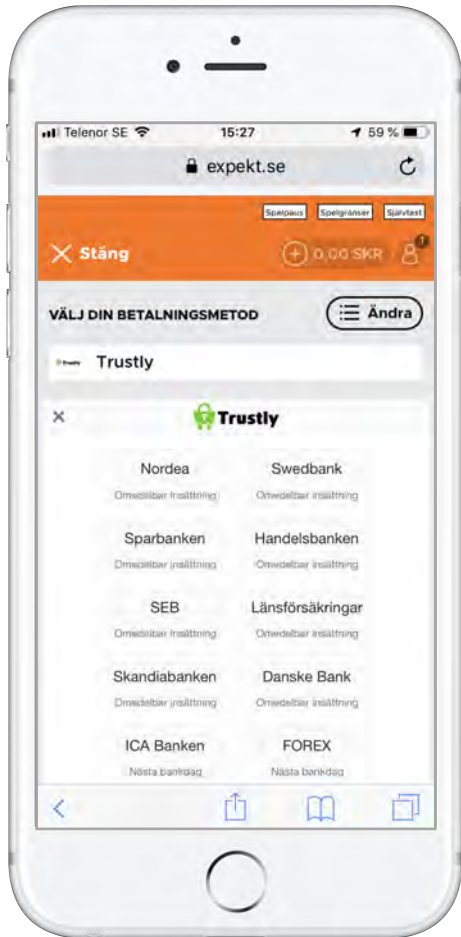 Telenor SE 15:27 59 %
expekt.se
Spelpaus Spelgränser Självtest
Stäng 0,00 SKR 1
VÄLJ DIN BETALNINGSMETOD Ändra
Trustly Trustly
Trustly
Nordea Swedbank
Omedelbar insättning Omedelbar insättning
Sparbanken Handelsbanken
Omedelbar insättning Omedelbar insättning
SEB Länsförsäkringar
Omedelbar insättning Omedelbar insättning
Skandiabanken Danske Bank
Omedelbar insättning Omedelbar insättning
ICA Banken FOREX
Nästa bankdag Nästa bankdag